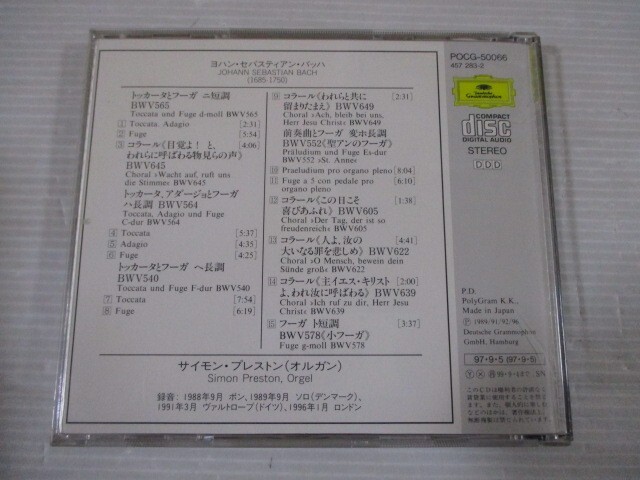 ヨハン・セバスティアン・バッハ
JOHANN SEBASTIAN BACH
(1685-1750)
トッカータとフーガ ニ短調
BWV565
Toccata und Fuge d-moll BWV565
1 Toccata. Adagio [2:31]
2 Fuge [5:54]
3 コラール《目覚よ! と、 [4:06]
われらに呼ばわる物見らの声》
BWV645
Choral »Wacht auf, ruft uns
die Stimme« BWV645
トッカータ、アダージョとフーガ
ハ長調 BWV564
Toccata, Adagio und Fuge
C-dur BWV564
4 Toccata [5:37]
5 Adagio [4:35]
6 Fuge [4:25]
トッカータとフーガ ヘ長調
BWV540
Toccata und Fuge F-dur BWV540
7 Toccata [7:54]
8 Fuge [6:19]
9 コラール《われらと共に [2:31]
留まりたまえ》 BWV649
Choral »Ach, bleib bei uns,
Herr Jesu Christ« BWV649
前奏曲とフーガ 変ホ長調
BWV552《聖アンのフーガ》
Präludium und Fuge Es-dur
BWV552 »St. Anne«
10 Praeludium pro organo pleno [8:04]
11 Fuge a 5 con pedale pro [6:10]
organo pleno
12 コラール《この日こそ [1:38]
喜びあふれ》 BWV605
Choral »Der Tag, der ist so
freudenreich« BWV605
13 コラール《人よ、汝の [4:41]
大いなる罪を悲しめ》 BWV622
Choral »O Mensch, bewein dein
Sünde groß« BWV622
14 コラール《主イエス・キリスト [2:00]
よ、われ汝に呼ばわる》 BWV639
Choral »Ich ruf zu dir, Herr Jesu
Christ« BWV639
15 フーガ ト短調 [3:37]
BWV578《小フーガ》
Fuge g-moll BWV578
サイモン・プレストン(オルガン)
Simon Preston, Orgel
録音:1988年9月 ボン、1989年9月 ソロ(デンマーク)、
1991年3月 ヴァルトロープ(ドイツ)、1996年1月 ロンドン
POCG-50066
457 283-2
Deutsche
Grammophon
COMPACT
disc
DIGITAL AUDIO
STEREO
DDD
P.D.
PolyGram K.K.,
Made in Japan
Ⓟ 1989/91/92/96
Deutsche Grammophon
GmbH, Hamburg
97・9・5 (97・9・5)